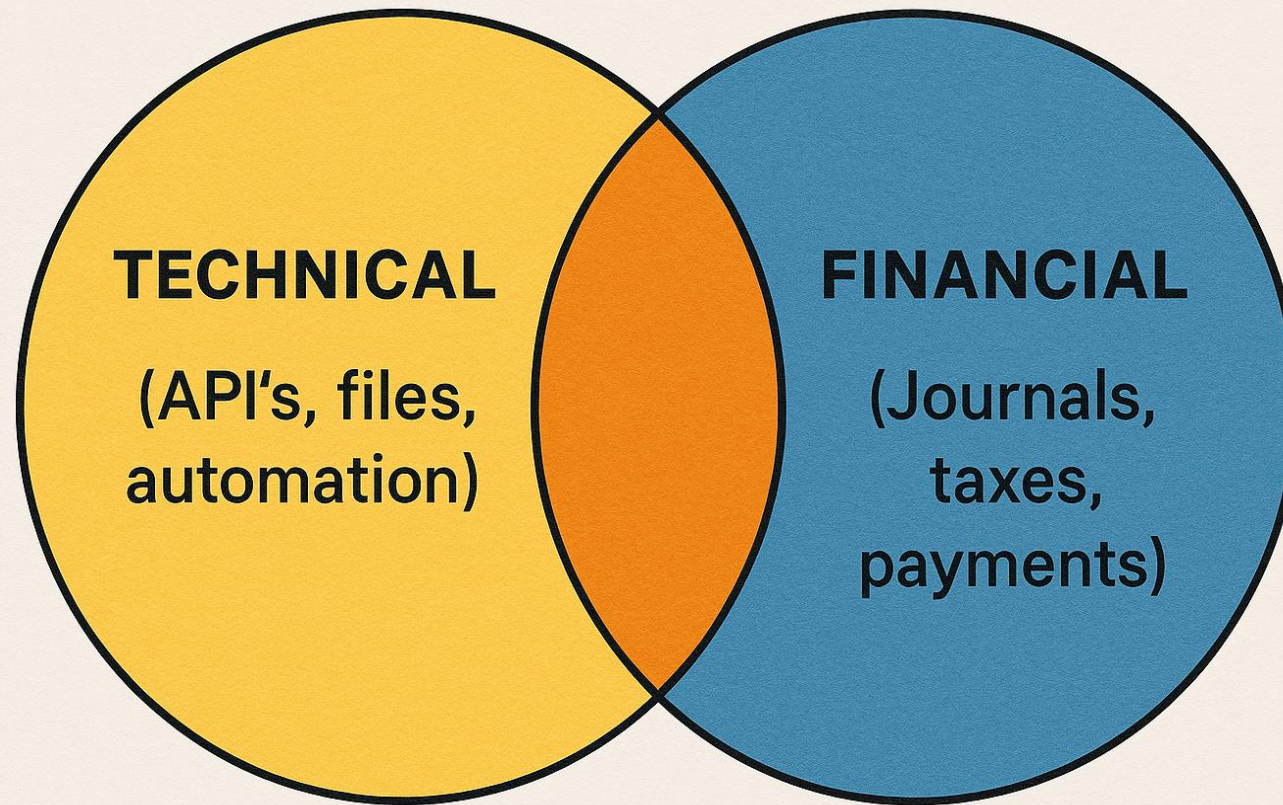 TECHNICAL
(API‘s, files,
automation)
FINANCIAL
(Journals,
taxes,
payments)